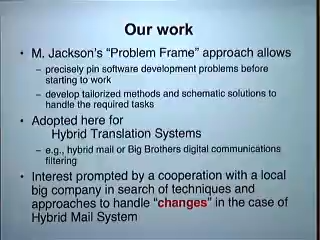 Our work
• M. Jackson's "Problem Frame" approach allows
– precisely pin software development problems before
starting to work
– develop tailorized methods and schematic solutions to
handle the required tasks
• Adopted here for
Hybrid Translation Systems
– e.g., hybrid mail or Big Brothers digital communications
filtering
• Interest prompted by a cooperation with a local
big company in search of techniques and
approaches to handle "changes" in the case of
Hybrid Mail System